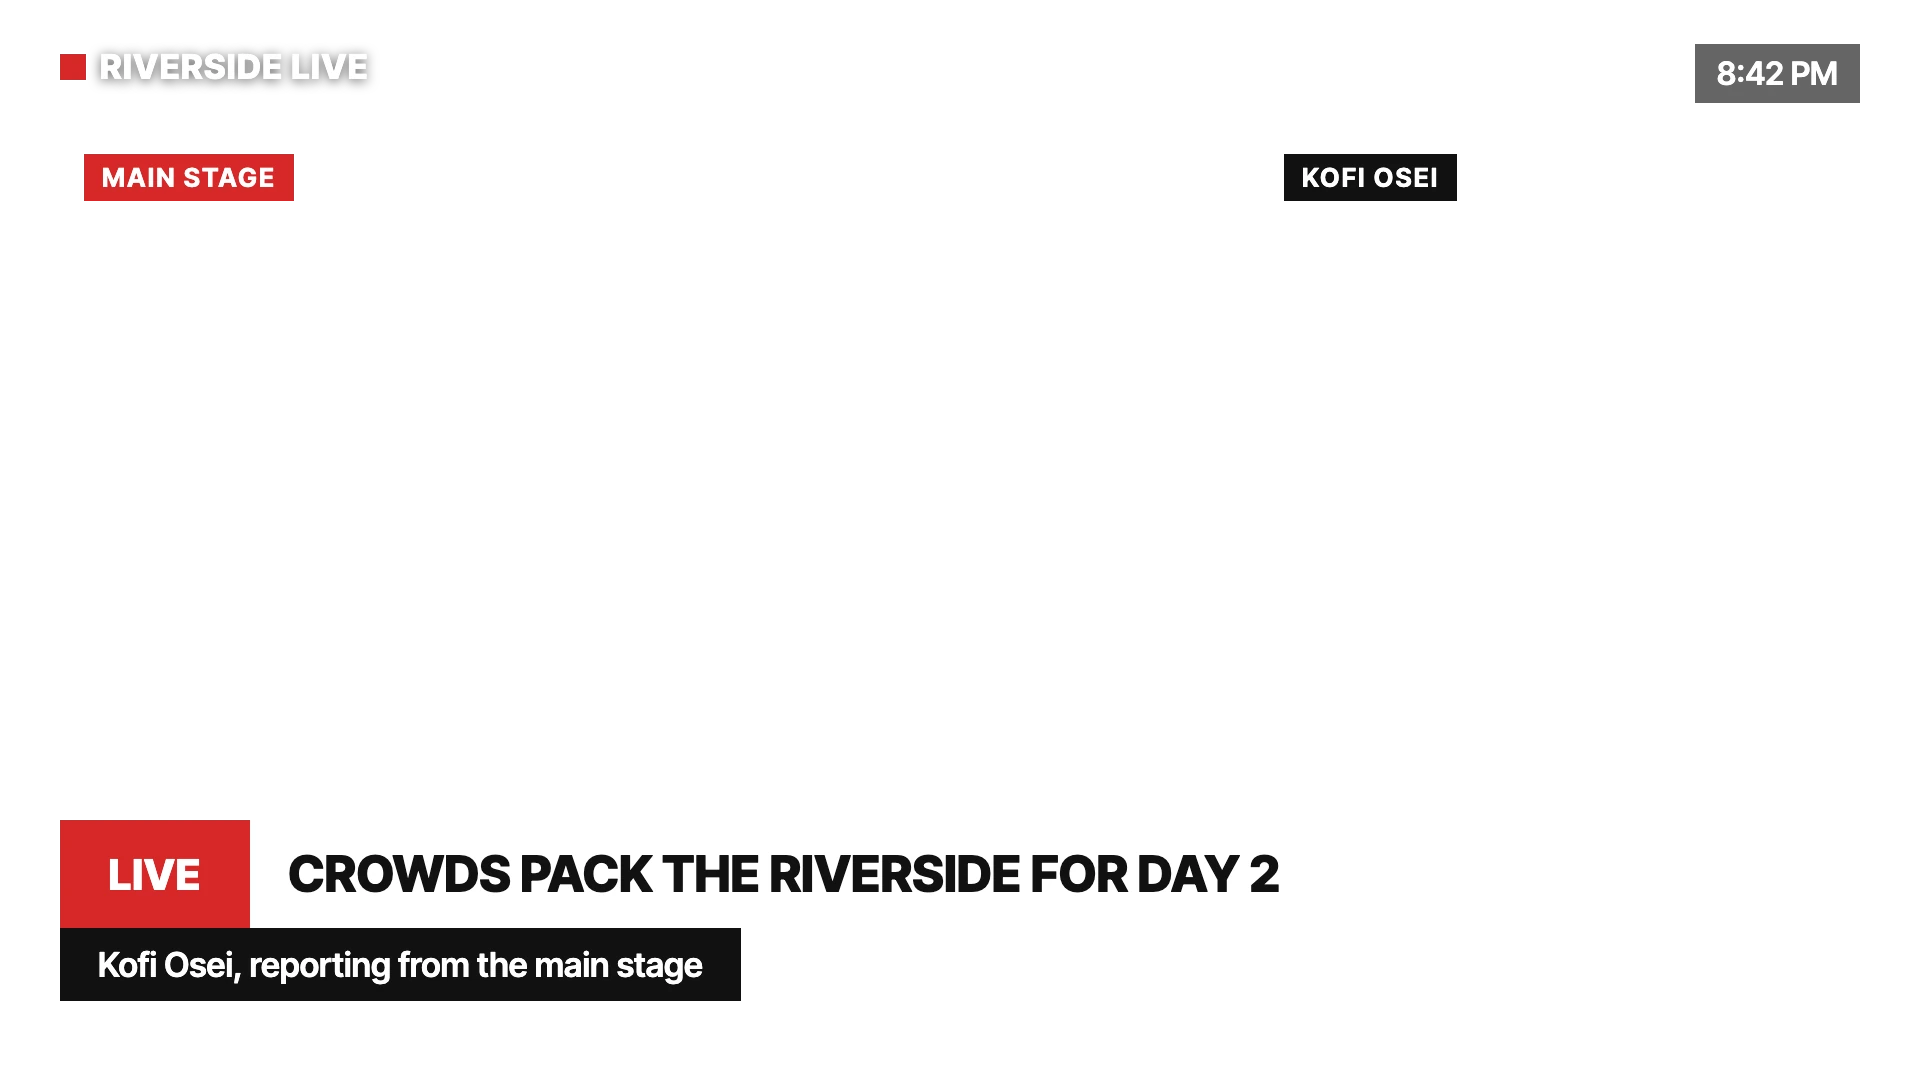 RIVERSIDE LIVE
8:42 PM
MAIN STAGE
KOFI OSEI
LIVE
CROWDS PACK THE RIVERSIDE FOR DAY 2
Kofi Osei, reporting from the main stage